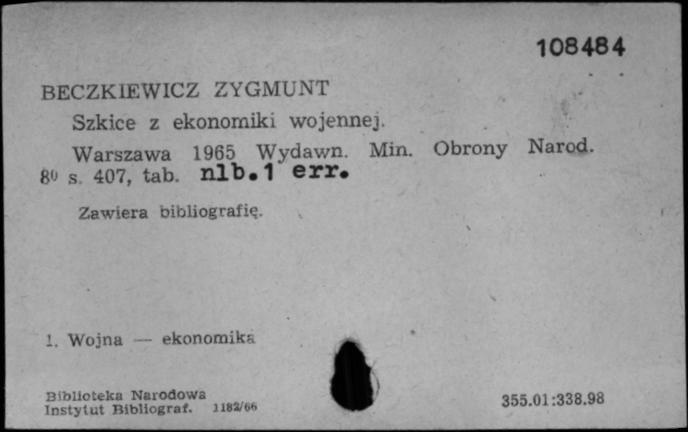 108484
BECZKIEWICZ ZYGMUNT
Szkice z ekonomiki wojennej.
Warszawa 1965 Wydawn. Min. Obrony Narod.
8⁰ s. 407, tab. nlb.1 err.
Zawiera bibliografię.
1. Wojna — ekonomika
Biblioteka Narodowa
Instytut Bibliograf. 1182/66
355.01:338.98